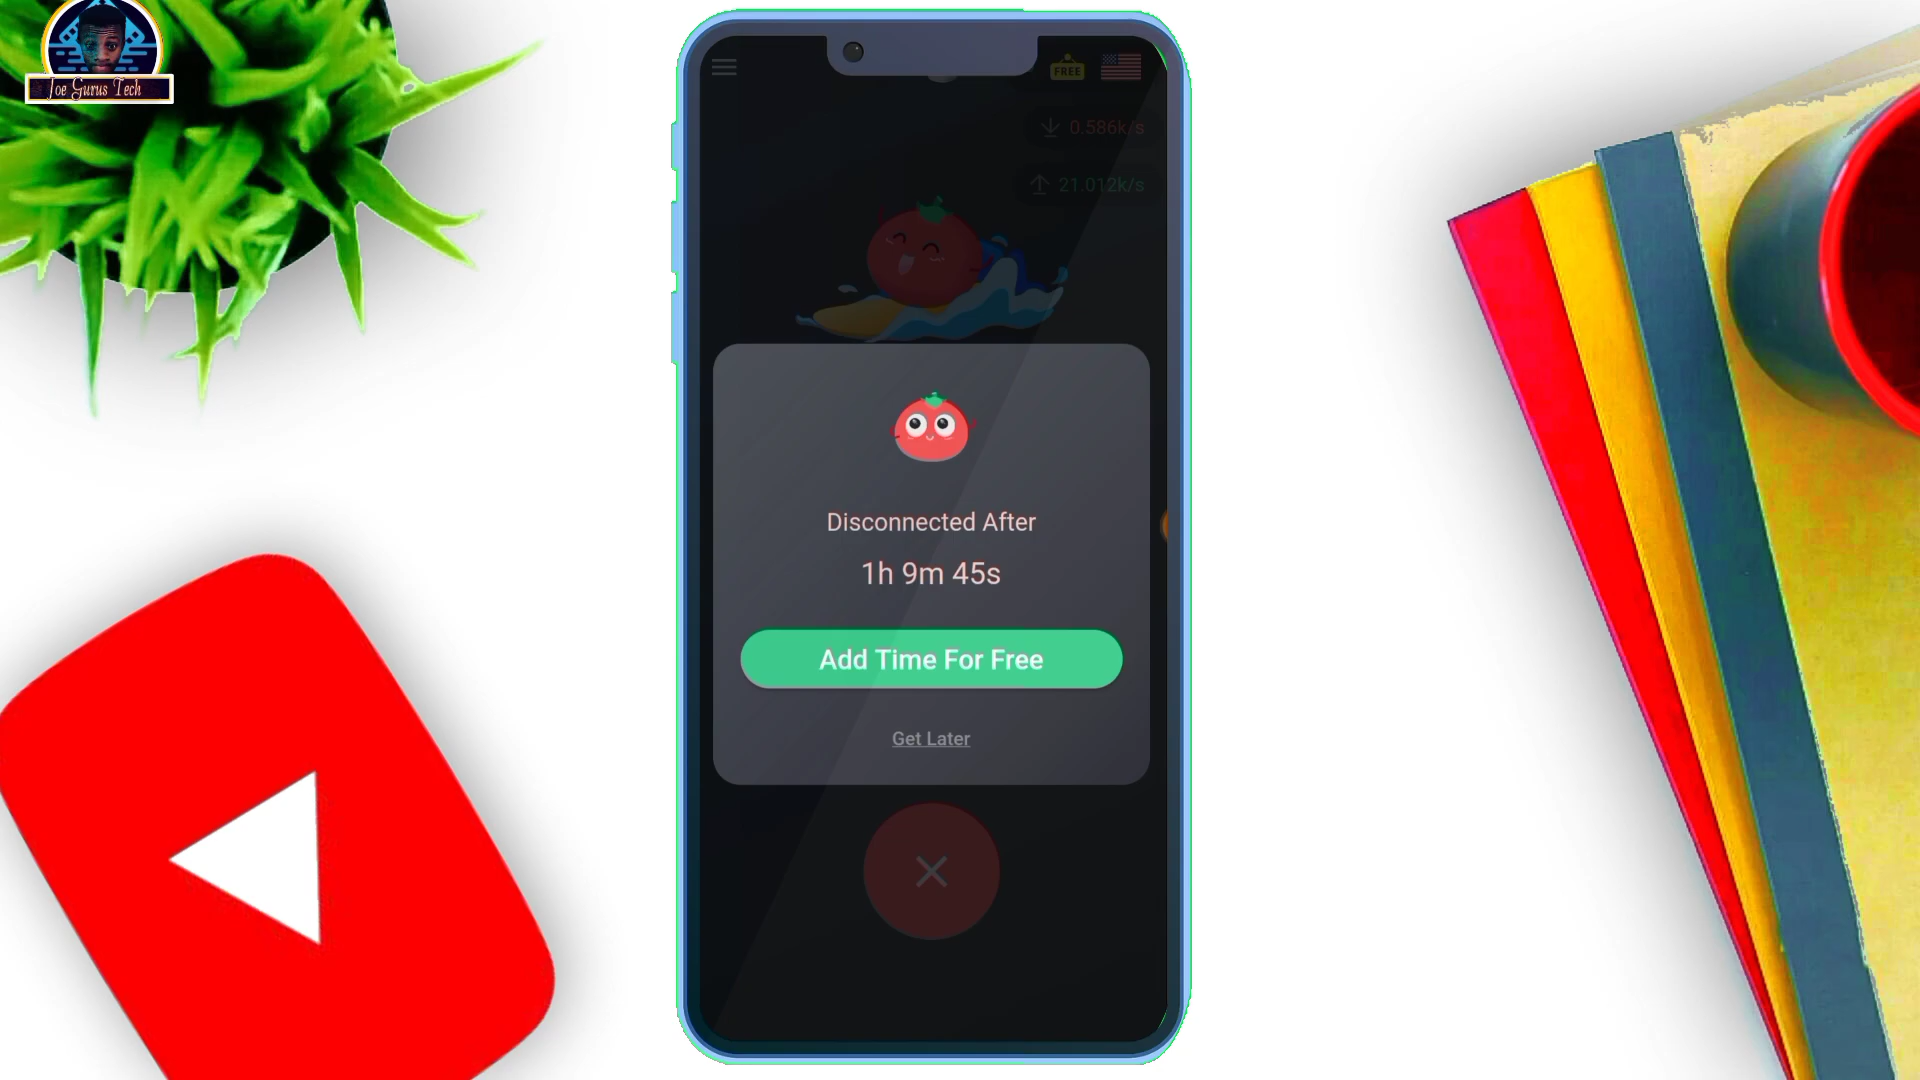 Joe Gurus Tech
FREE
0.586k/s
21.012k/s
Disconnected After
1h 9m 45s
Add Time For Free
Get Later